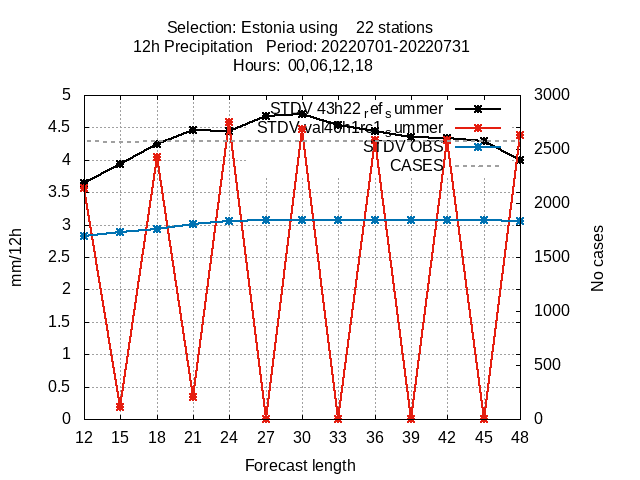 Selection: Estonia using 22 stations
12h Precipitation Period: 20220701-20220731
Hours: 00,06,12,18
STDV 43h22_ref_summer
STDV val46h1rc1_summer
STDV OBS
CASES
5
4.5
4
3.5
3
2.5
2
1.5
1
0.5
0
3000
2500
2000
1500
1000
500
0
mm/12h
No cases
12 15 18 21 24 27 30 33 36 39 42 45 48
Forecast length